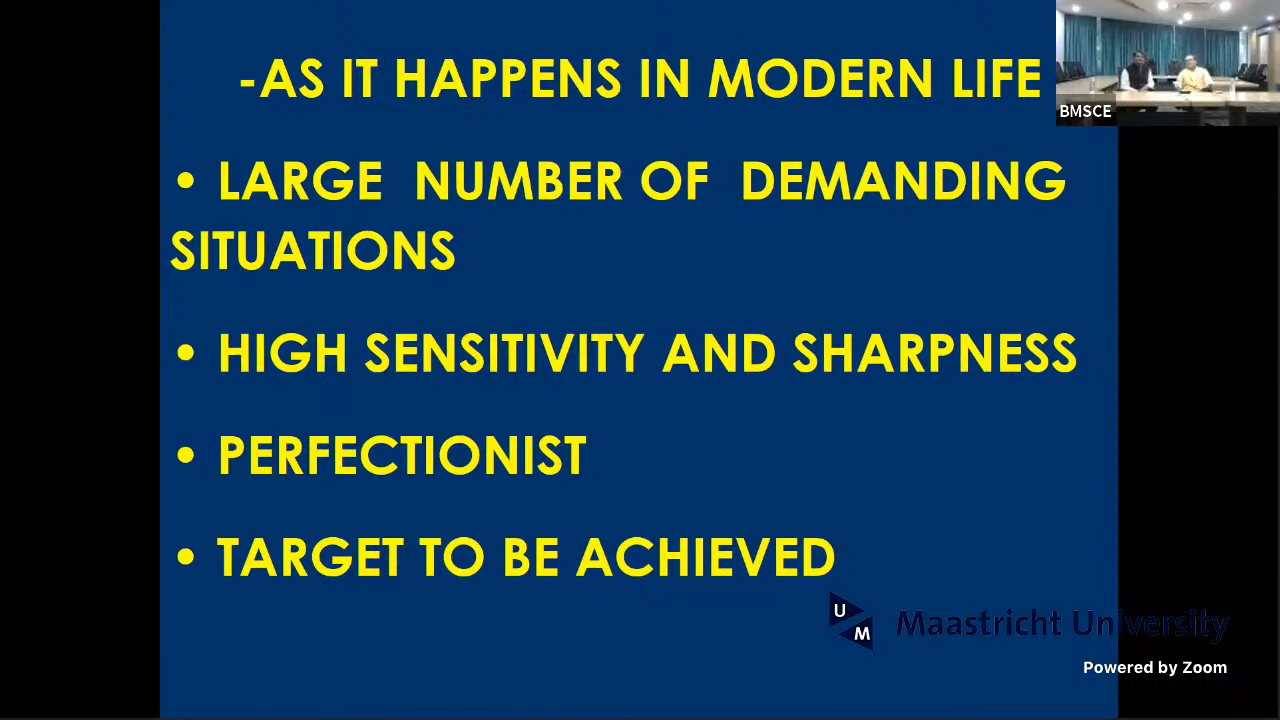 -AS IT HAPPENS IN MODERN LIFE
BMSCE
• LARGE NUMBER OF DEMANDING
SITUATIONS
• HIGH SENSITIVITY AND SHARPNESS
• PERFECTIONIST
• TARGET TO BE ACHIEVED
UM Maastricht University
Powered by Zoom